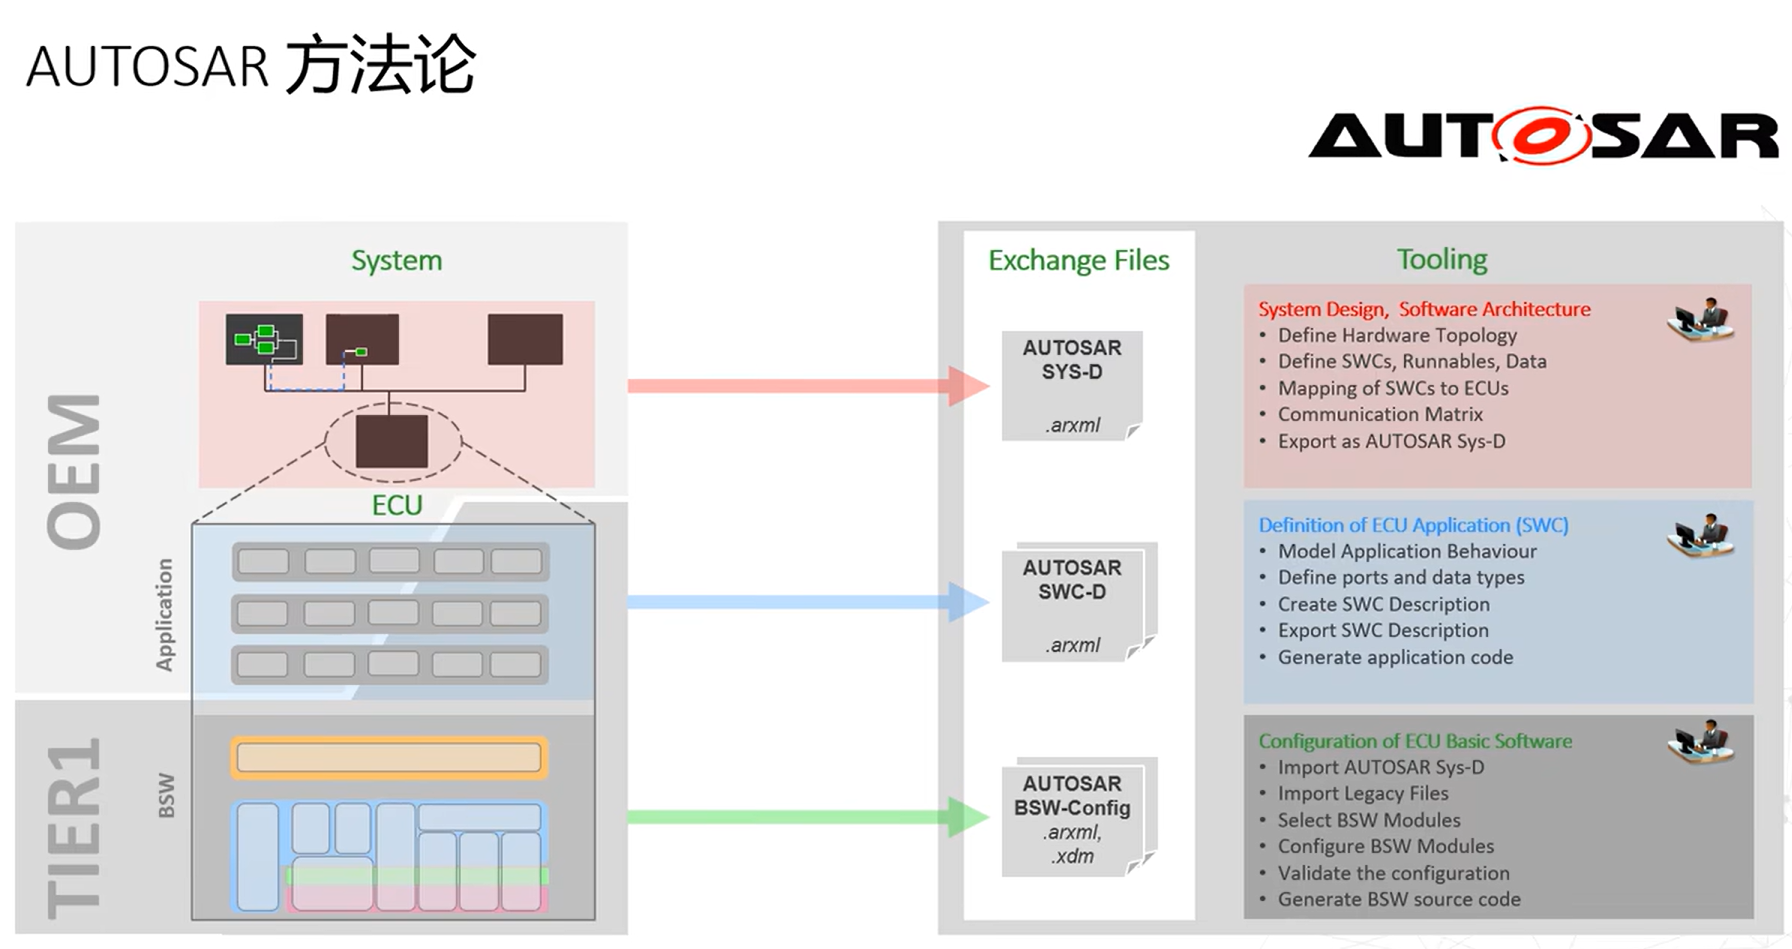 AUTOSAR 方法论
AUTOSAR
OEM
TIER1
System
ECU
Application
BSW
Exchange Files
AUTOSAR
SYS-D
.arxml
AUTOSAR
SWC-D
.arxml
AUTOSAR
BSW-Config
.arxml,
.xdm
Tooling
System Design, Software Architecture
• Define Hardware Topology
• Define SWCs, Runnables, Data
• Mapping of SWCs to ECUs
• Communication Matrix
• Export as AUTOSAR Sys-D
Definition of ECU Application (SWC)
• Model Application Behaviour
• Define ports and data types
• Create SWC Description
• Export SWC Description
• Generate application code
Configuration of ECU Basic Software
• Import AUTOSAR Sys-D
• Import Legacy Files
• Select BSW Modules
• Configure BSW Modules
• Validate the configuration
• Generate BSW source code